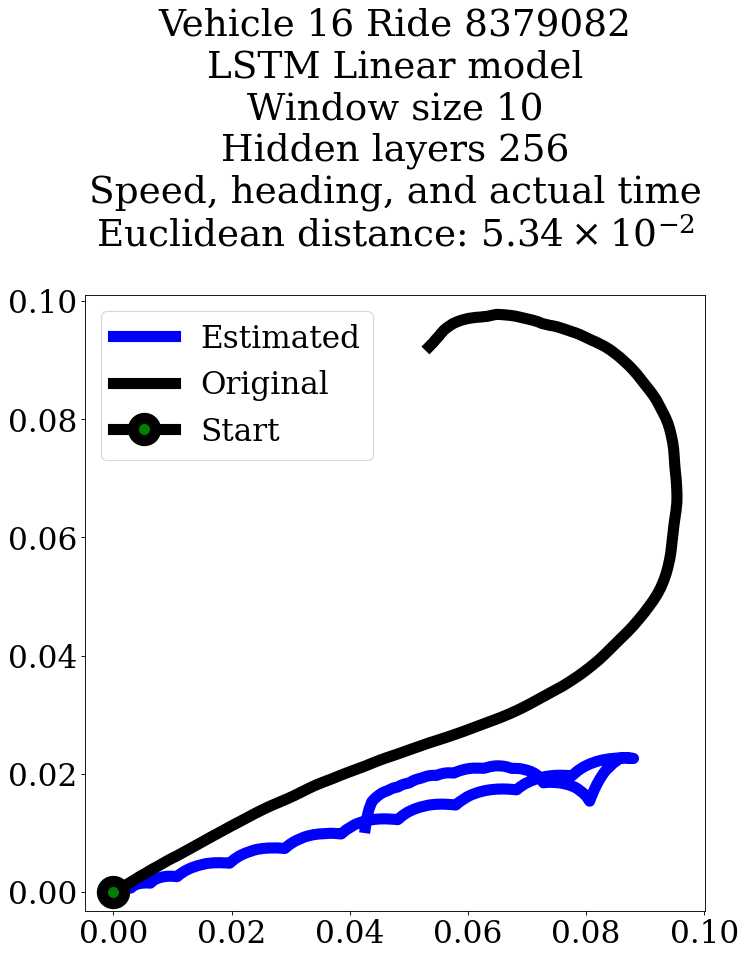 Vehicle 16 Ride 8379082
LSTM Linear model
Window size 10
Hidden layers 256
Speed, heading, and actual time
Euclidean distance: 5.34 × 10⁻²
Estimated
Original
Start
0.10
0.08
0.06
0.04
0.02
0.00
0.00 0.02 0.04 0.06 0.08 0.10